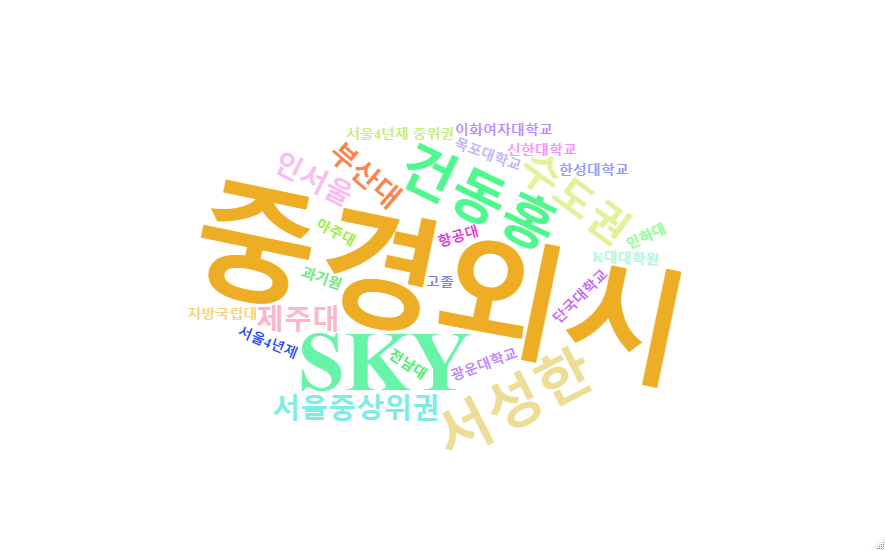 서울4년제 중위권
이화여자대학교
목포대학교
신한대학교
한성대학교
인서울
부산대
건동홍
수도권
인하대
아주대
항공대
K대대학원
중경외시
과기원
고졸
단국대학교
지방국립대
제주대
서울4년제
SKY
전남대
광운대학교
서성한
서울중상위권